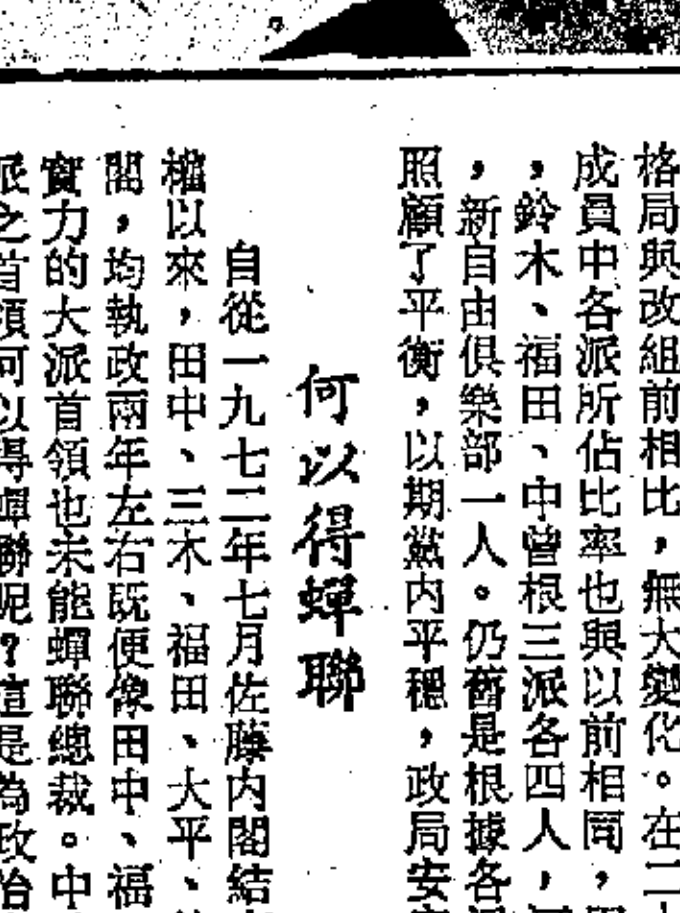 格局與改組前相比，無大變化。在二
成員中各派所佔比率也與以前相同，
，鈴木、福田、中曾根三派各四人，
，新自由俱樂部一人。仍舊是根據各
照顧了平衡，以期黨內平穩，政局安
何以得蟬聯
自從一九七二年七月佐藤內閣結
權以來，田中、三木、福田、大平、
閣，均執政兩年左右既便像田中、福
實力的大派首領也未能蟬聯總裁。中
派之首領何以得蟬聯呢？這是為政治